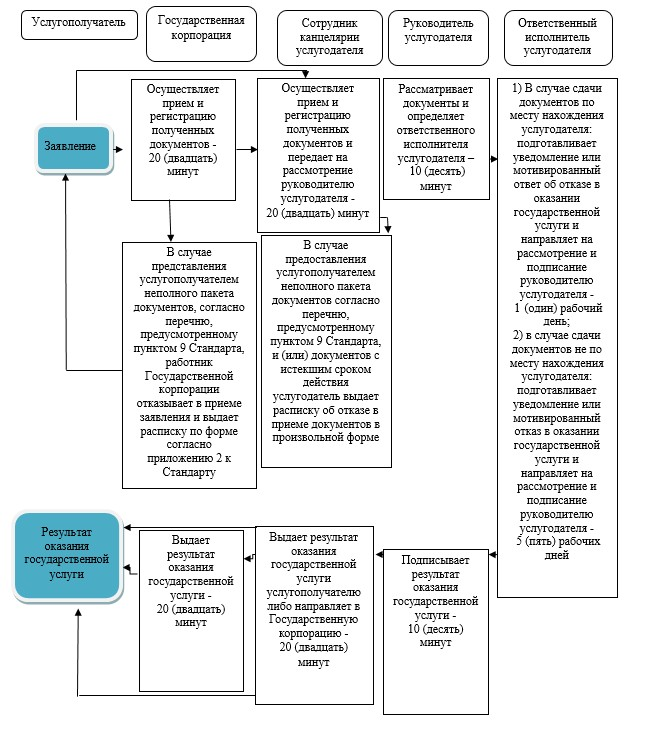 Услугополучатель
Государственная
корпорация
Сотрудник
канцелярии
услугодателя
Руководитель
услугодателя
Ответственный
исполнитель
услугодателя
Заявление
Осуществляет
прием и
регистрацию
полученных
документов -
20 (двадцать)
минут
Осуществляет
прием и
регистрацию
полученных
документов и
передает на
рассмотрение
руководителю
услугодателя -
20 (двадцать) минут
Рассматривает
документы и
определяет
ответственного
исполнителя
услугодателя –
10 (десять)
минут
1) В случае сдачи
документов по
месту нахождения
услугодателя:
подготавливает
уведомление или
мотивированный
ответ об отказе в
оказании
государственной
услуги и
направляет на
рассмотрение и
подписание
руководителю
услугодателя -
1 (один) рабочий
день;
2) в случае сдачи
документов не по
месту нахождения
услугодателя:
подготавливает
уведомление или
мотивированный
отказ в оказании
государственной
услуги и
направляет на
рассмотрение и
подписание
руководителю
услугодателя -
5 (пять) рабочих
дней
В случае
представления
услугополучателем
неполного пакета
документов, согласно
перечню,
предусмотренному
пунктом 9 Стандарта,
работник
Государственной
корпорации
отказывает в приеме
заявления и выдает
расписку по форме
согласно
приложению 2 к
Стандарту
В случае
предоставления
услугополучателем
неполного пакета
документов согласно
перечню,
предусмотренному
пунктом 9 Стандарта,
и (или) документов с
истекшим сроком
действия
услугодатель выдает
расписку об отказе в
приеме документов в
произвольной форме
Результат
оказания
государственной
услуги
Выдает
результат
оказания
государственной
услуги -
20 (двадцать)
минут
Выдает результат
оказания
государственной
услуги
услугополучателю
либо направляет в
Государственную
корпорацию -
20 (двадцать)
минут
Подписывает
результат
оказания
государственной
услуги -
10 (десять)
минут